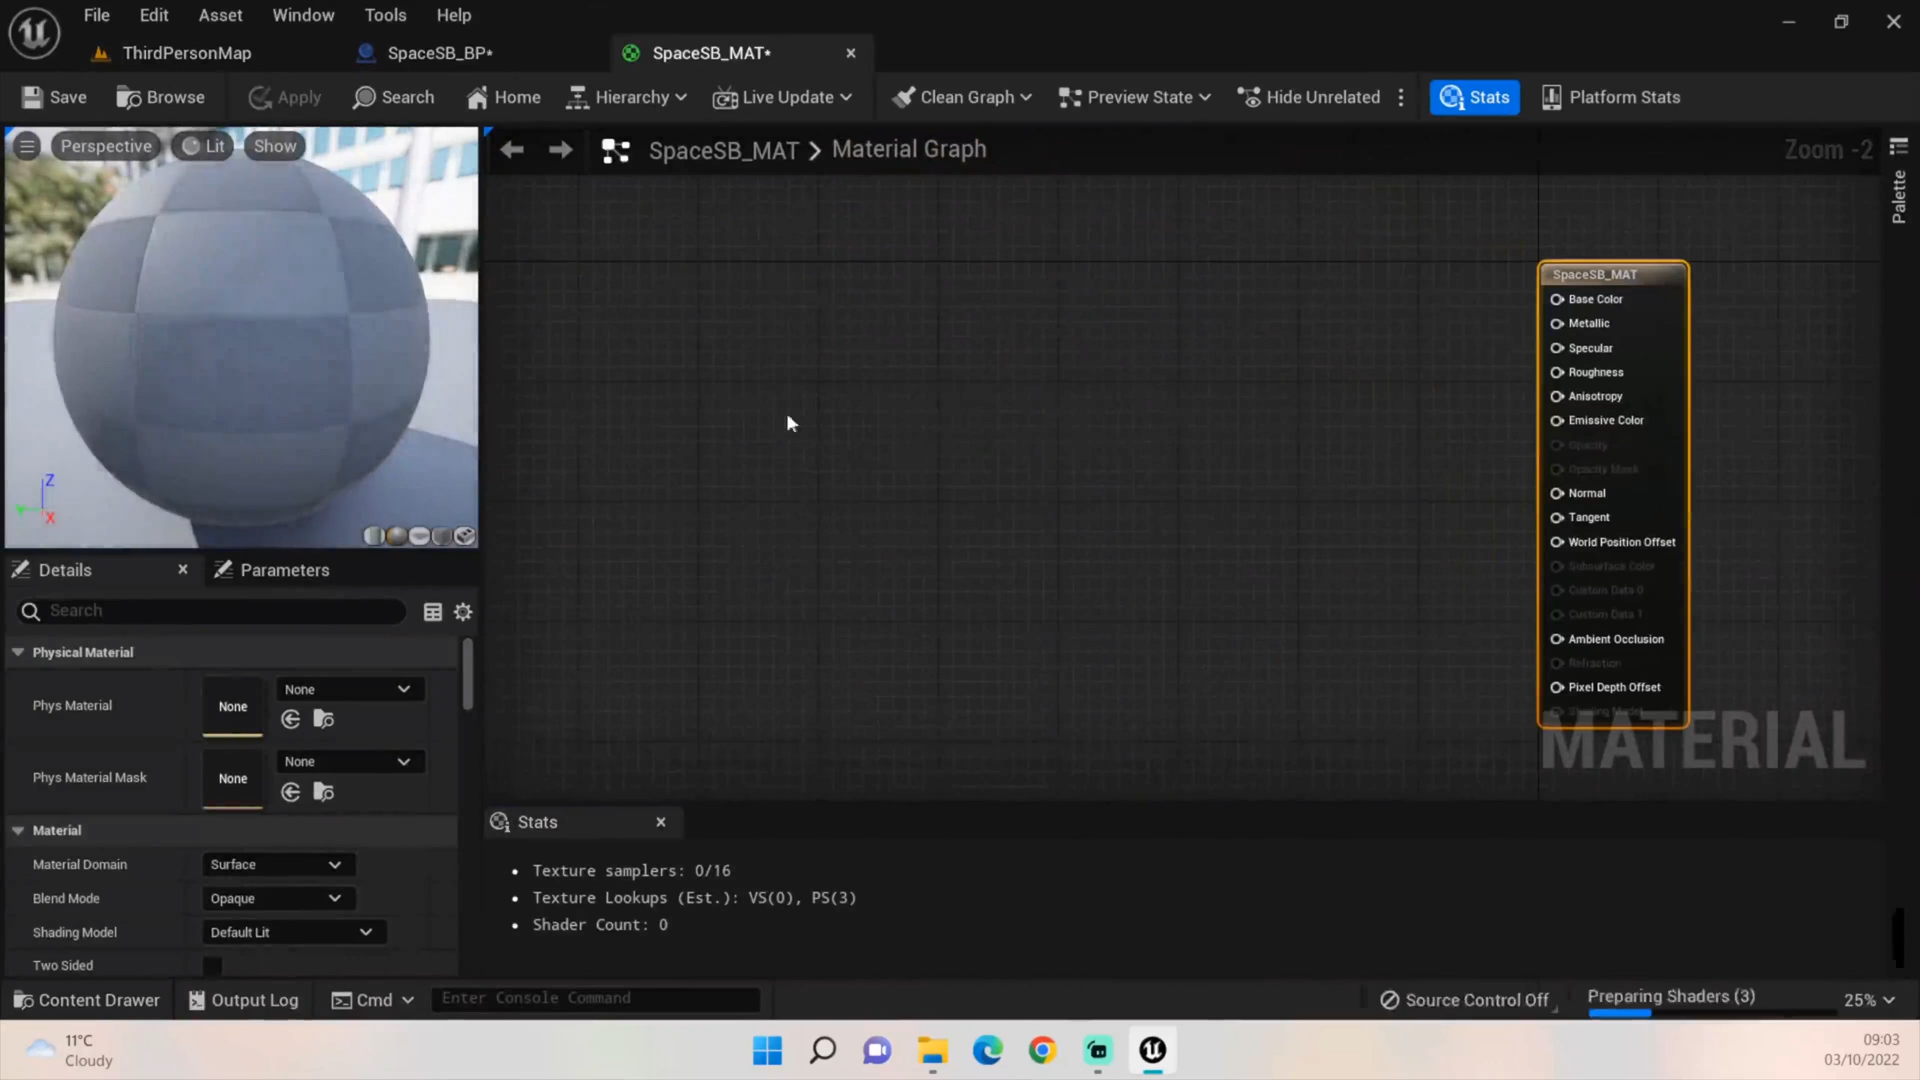 File Edit Asset Window Tools Help
ThirdPersonMap SpaceSB_BP* SpaceSB_MAT*
Save Browse Apply Search Home Hierarchy Live Update Clean Graph Preview State Hide Unrelated Stats Platform Stats
Perspective Lit Show
SpaceSB_MAT > Material Graph
Zoom -2
Palette
SpaceSB_MAT
Base Color
Metallic
Specular
Roughness
Anisotropy
Emissive Color
Opacity
Opacity Mask
Normal
Tangent
World Position Offset
Subsurface Color
Custom Data 0
Custom Data 1
Ambient Occlusion
Refraction
Pixel Depth Offset
Shading Model
MATERIAL
Z
Y
X
Details Parameters
Search
Physical Material
Phys Material None None
Phys Material Mask None None
Material
Material Domain Surface
Blend Mode Opaque
Shading Model Default Lit
Two Sided
Stats
Texture samplers: 0/16
Texture Lookups (Est.): VS(0), PS(3)
Shader Count: 0
Content Drawer Output Log Cmd Enter Console Command Source Control Off Preparing Shaders (3) 25%
11°C
Cloudy
09:03
03/10/2022